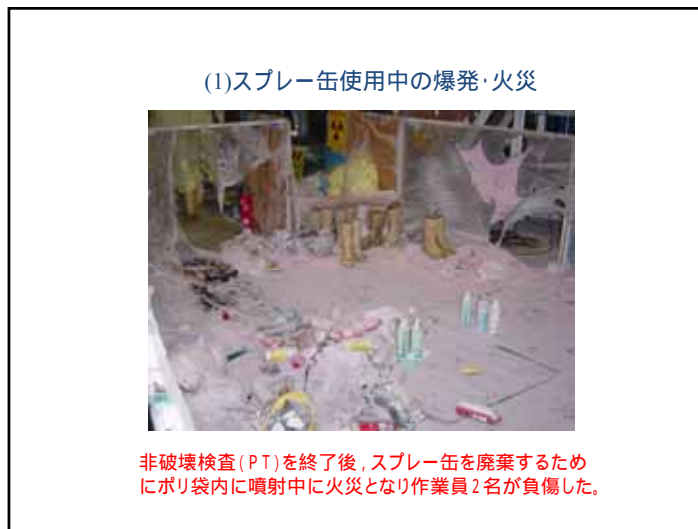 (1)スプレー缶使用中の爆発･火災
非破壊検査(PT)を終了後,スプレー缶を廃棄するため
にポリ袋内に噴射中に火災となり作業員2名が負傷した｡